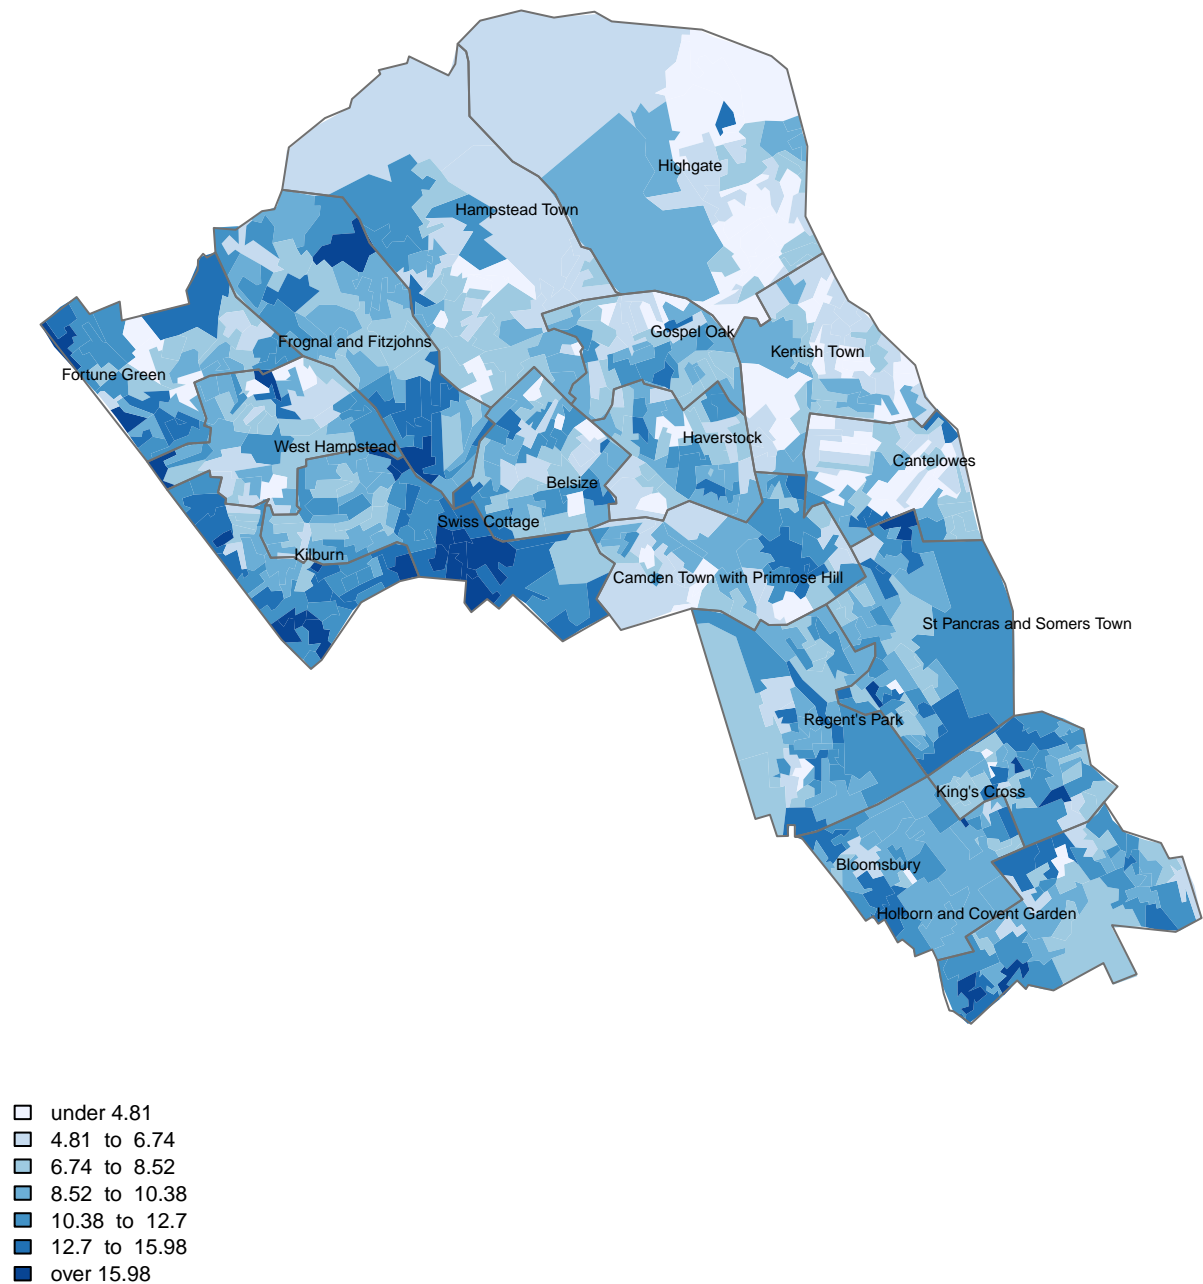 Highgate
Hampstead Town
Gospel Oak
Frognal and Fitzjohns
Kentish Town
Fortune Green
Haverstock
West Hampstead
Cantelowes
Belsize
Swiss Cottage
Kilburn
Camden Town with Primrose Hill
St Pancras and Somers Town
Regent's Park
King's Cross
Bloomsbury
Holborn and Covent Garden
under 4.81
4.81 to 6.74
6.74 to 8.52
8.52 to 10.38
10.38 to 12.7
12.7 to 15.98
over 15.98